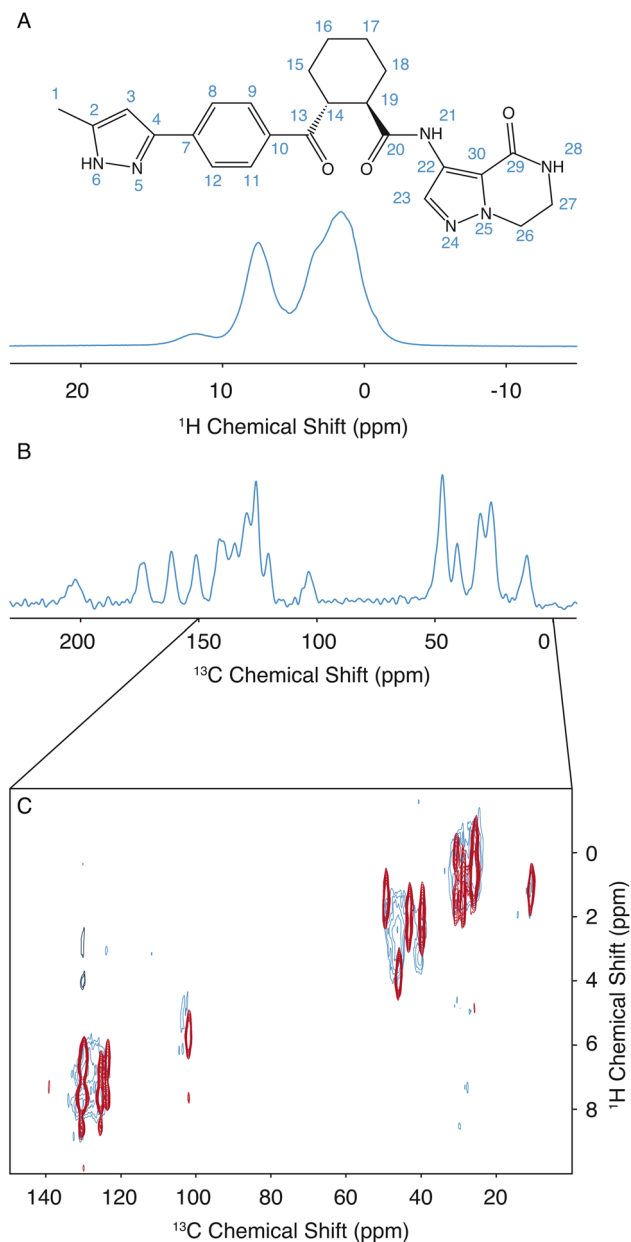 A
16 17
15 18
1 3 8 9
19
4 13 14 21 O
2 HN 28
7 10 20 30 NH
HN N O O 22 29
6 5 12 11 23 27
N
N 25 26
24
20 10 0 -10
¹H Chemical Shift (ppm)
B
200 150 100 50 0
¹³C Chemical Shift (ppm)
C
0
2
4
6
8
¹H Chemical Shift (ppm)
140 120 100 80 60 40 20
¹³C Chemical Shift (ppm)